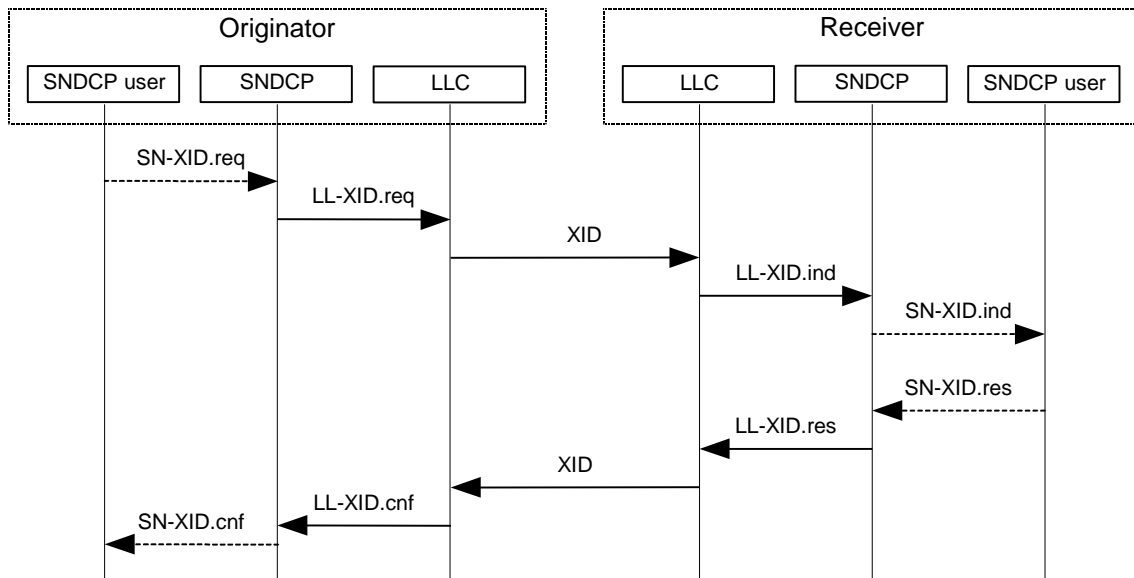 Originator
Receiver
SNDCP user
SNDCP
LLC
LLC
SNDCP
SNDCP user
SN-XID.req
LL-XID.req
XID
LL-XID.ind
SN-XID.ind
SN-XID.res
LL-XID.res
XID
LL-XID.cnf
SN-XID.cnf